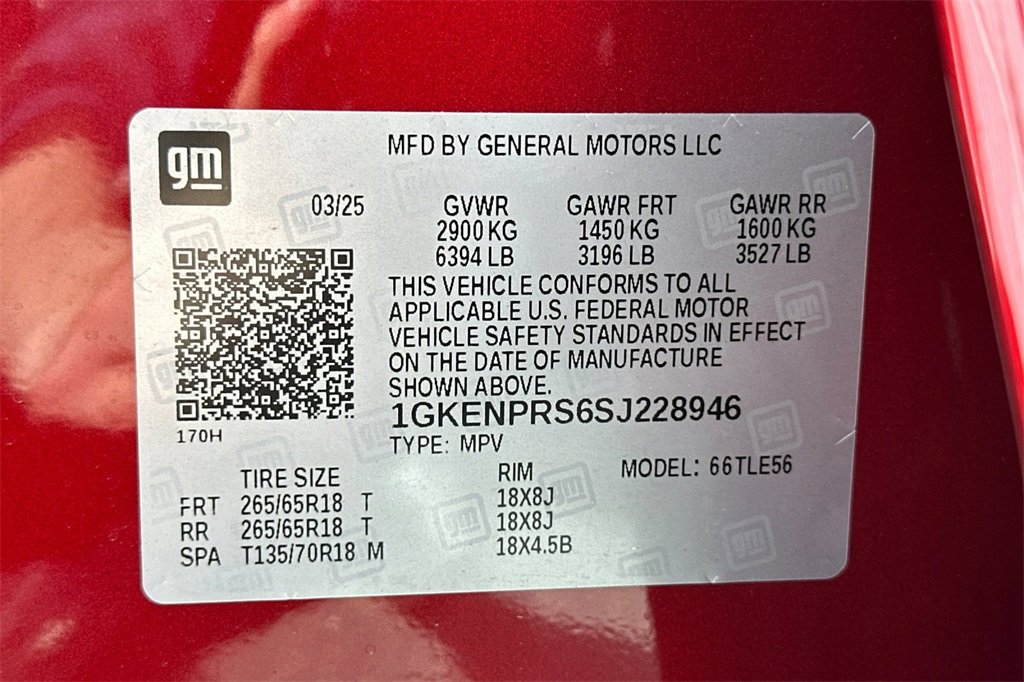 gm
MFD BY GENERAL MOTORS LLC
03/25 GVWR GAWR FRT GAWR RR
2900 KG 1450 KG 1600 KG
6394 LB 3196 LB 3527 LB
THIS VEHICLE CONFORMS TO ALL
APPLICABLE U.S. FEDERAL MOTOR
VEHICLE SAFETY STANDARDS IN EFFECT
ON THE DATE OF MANUFACTURE
SHOWN ABOVE.
1GKENPRS6SJ228946
170H
TYPE: MPV
TIRE SIZE RIM MODEL: 66TLE56
FRT 265/65R18 T 18X8J
RR 265/65R18 T 18X8J
SPA T135/70R18 M 18X4.5B